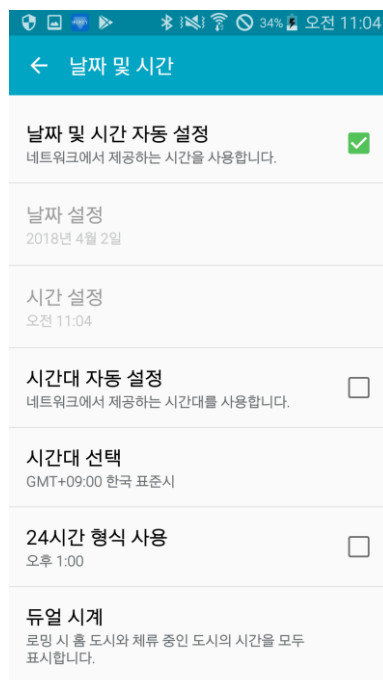 34% 오전 11:04
날짜 및 시간
날짜 및 시간 자동 설정
네트워크에서 제공하는 시간을 사용합니다.
날짜 설정
2018년 4월 2일
시간 설정
오전 11:04
시간대 자동 설정
네트워크에서 제공하는 시간대를 사용합니다.
시간대 선택
GMT+09:00 한국 표준시
24시간 형식 사용
오후 1:00
듀얼 시계
로밍 시 홈 도시와 체류 중인 도시의 시간을 모두
표시합니다.